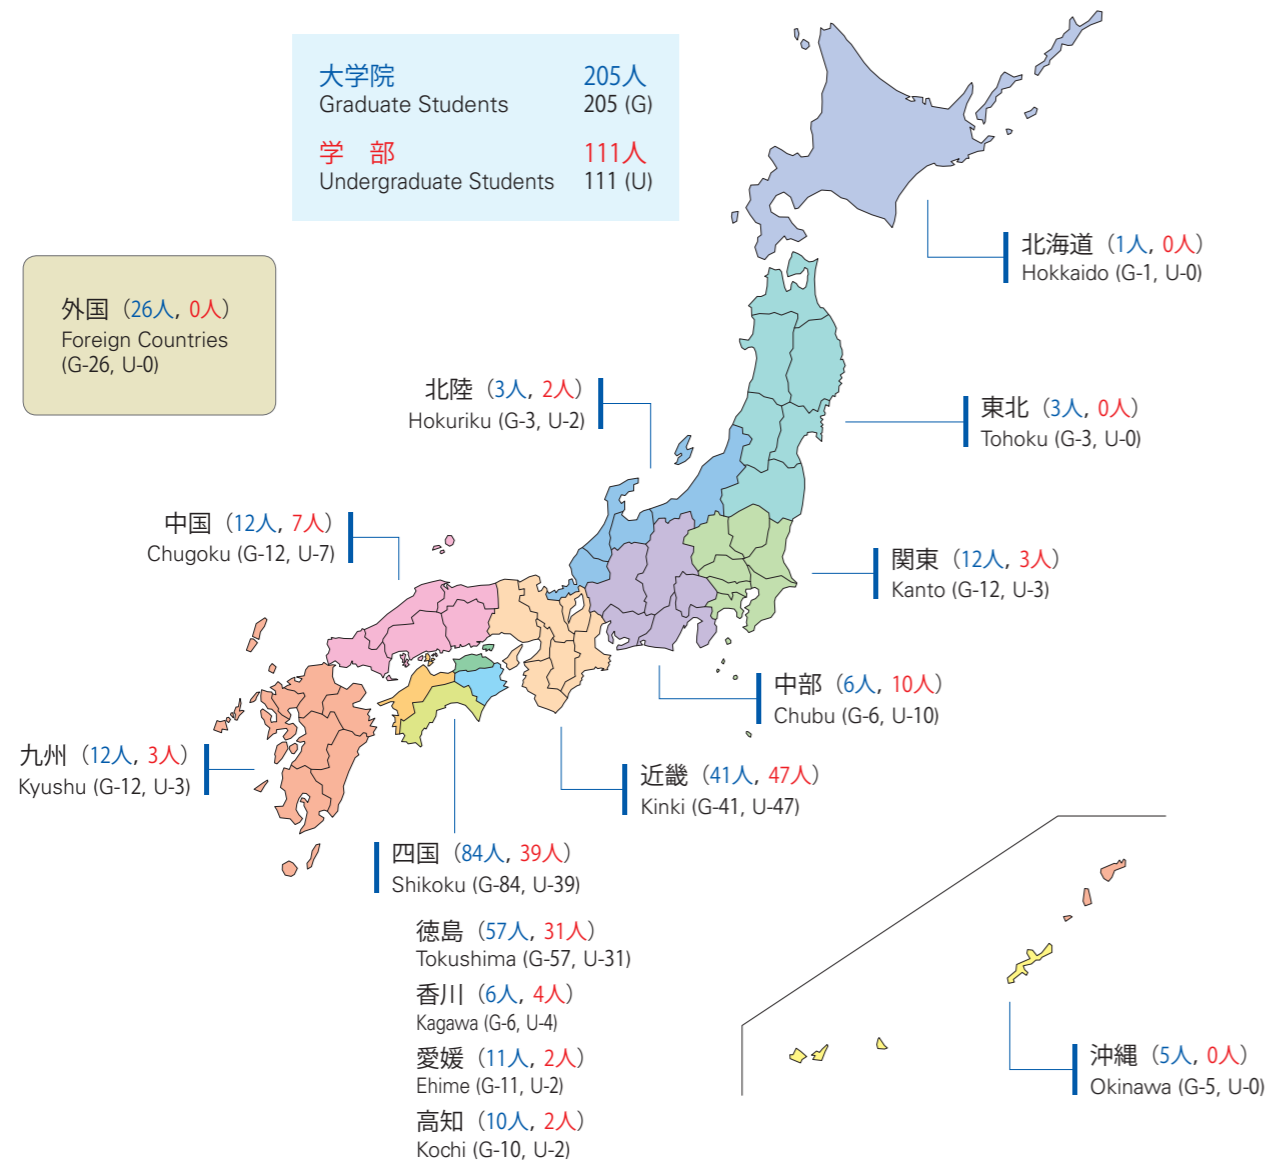 大学院 205人
Graduate Students 205 (G)
学 部 111人
Undergraduate Students 111 (U)
北海道（1人, 0人）
Hokkaido (G-1, U-0)
外国（26人, 0人）
Foreign Countries
(G-26, U-0)
北陸（3人, 2人）
Hokuriku (G-3, U-2)
東北（3人, 0人）
Tohoku (G-3, U-0)
中国（12人, 7人）
Chugoku (G-12, U-7)
関東（12人, 3人）
Kanto (G-12, U-3)
中部（6人, 10人）
Chubu (G-6, U-10)
九州（12人, 3人）
Kyushu (G-12, U-3)
近畿（41人, 47人）
Kinki (G-41, U-47)
四国（84人, 39人）
Shikoku (G-84, U-39)
徳島（57人, 31人）
Tokushima (G-57, U-31)
香川（6人, 4人）
Kagawa (G-6, U-4)
愛媛（11人, 2人）
Ehime (G-11, U-2)
高知（10人, 2人）
Kochi (G-10, U-2)
沖縄（5人, 0人）
Okinawa (G-5, U-0)